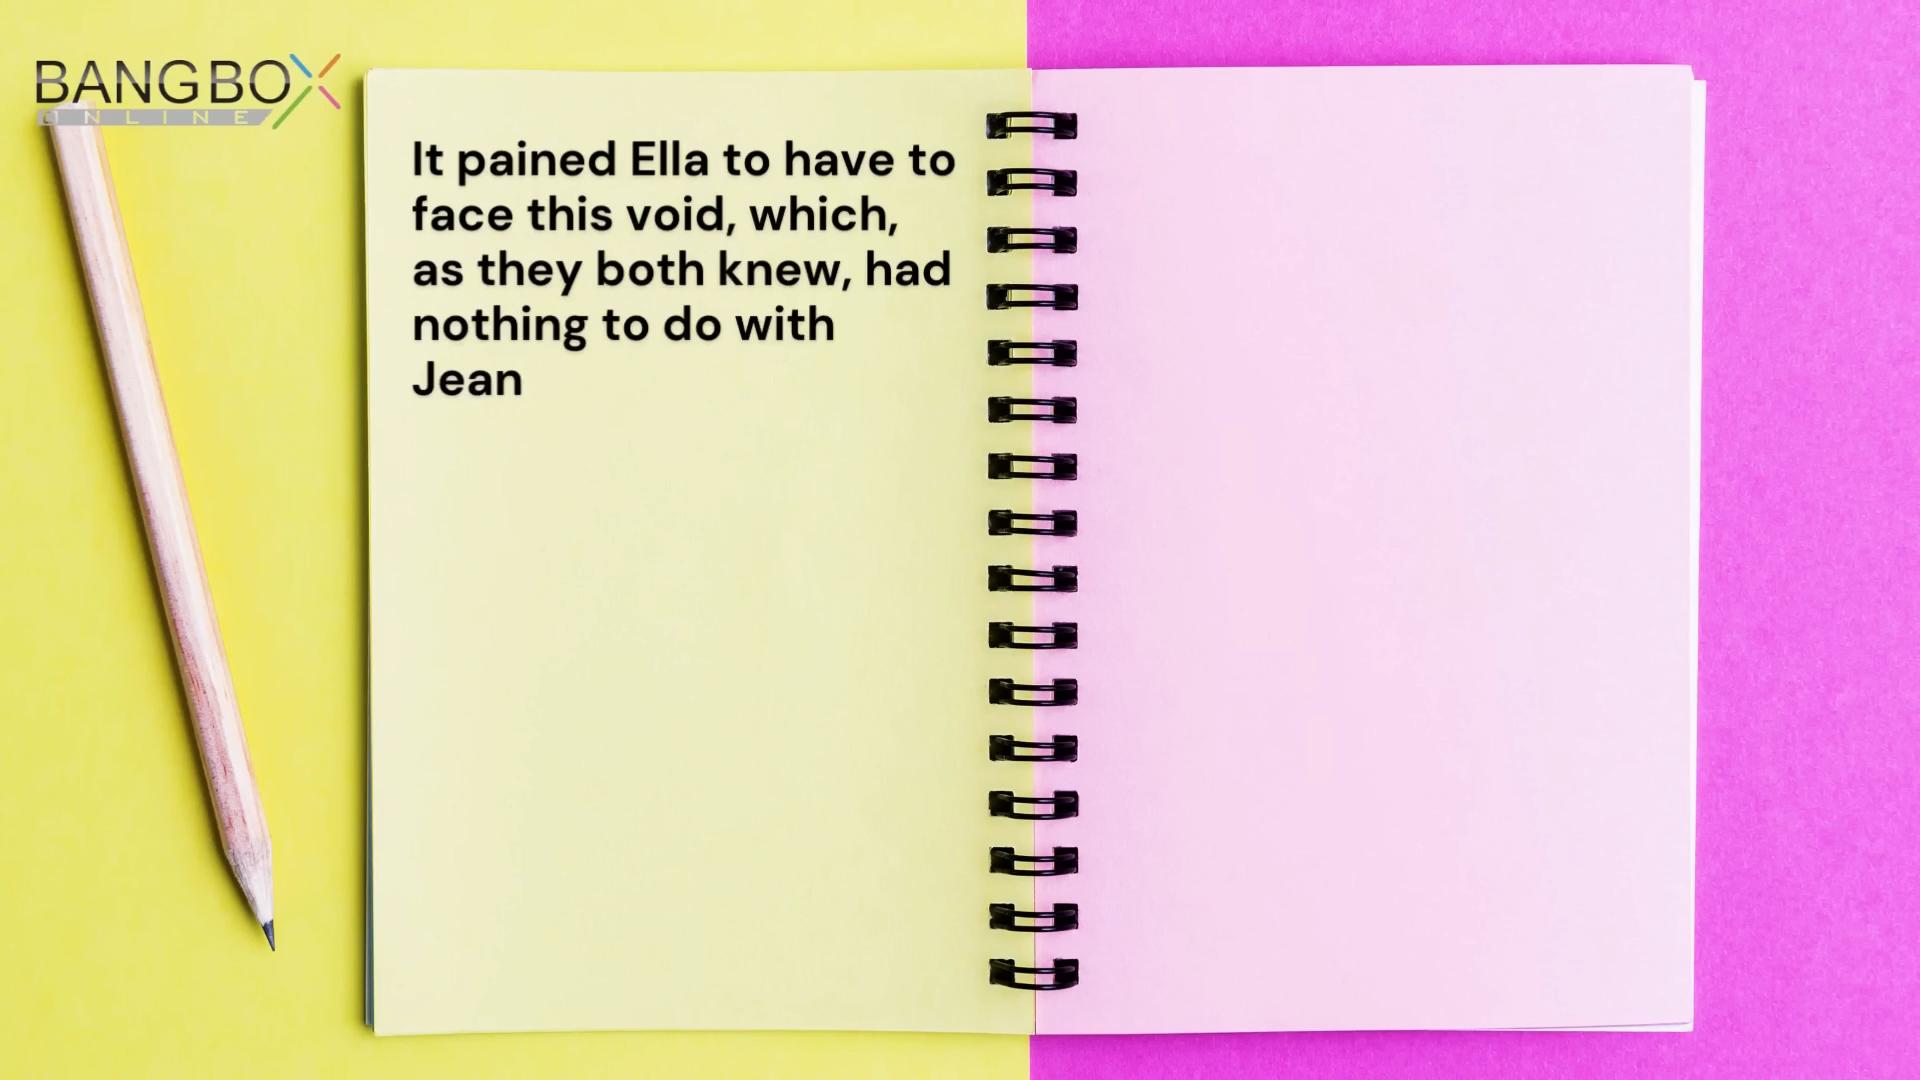 BANGBOX
ONLINE
It pained Ella to have to
face this void, which,
as they both knew, had
nothing to do with
Jean